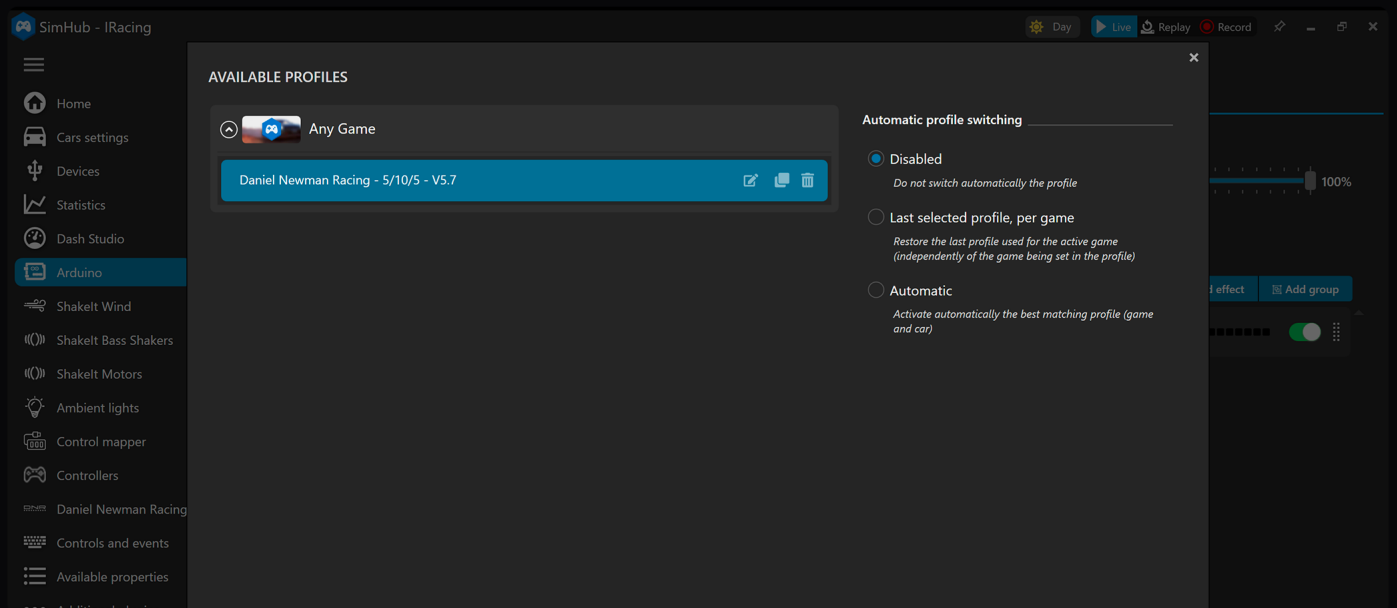 SimHub - IRacing
Day
Live
Replay
Record
Home
Cars settings
Devices
Statistics
Dash Studio
Arduino
ShakeIt Wind
ShakeIt Bass Shakers
ShakeIt Motors
Ambient lights
Control mapper
Controllers
Daniel Newman Racing
Controls and events
Available properties
AVAILABLE PROFILES
Any Game
Daniel Newman Racing - 5/10/5 - V5.7
Automatic profile switching
Disabled
Do not switch automatically the profile
Last selected profile, per game
Restore the last profile used for the active game
(independently of the game being set in the profile)
Automatic
Activate automatically the best matching profile (game
and car)
100%
effect
Add group